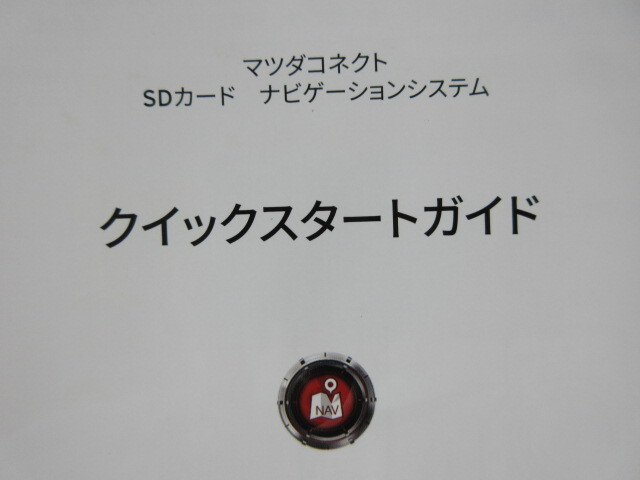 マツダコネクト
SDカード　ナビゲーションシステム
クイックスタートガイド
NAV